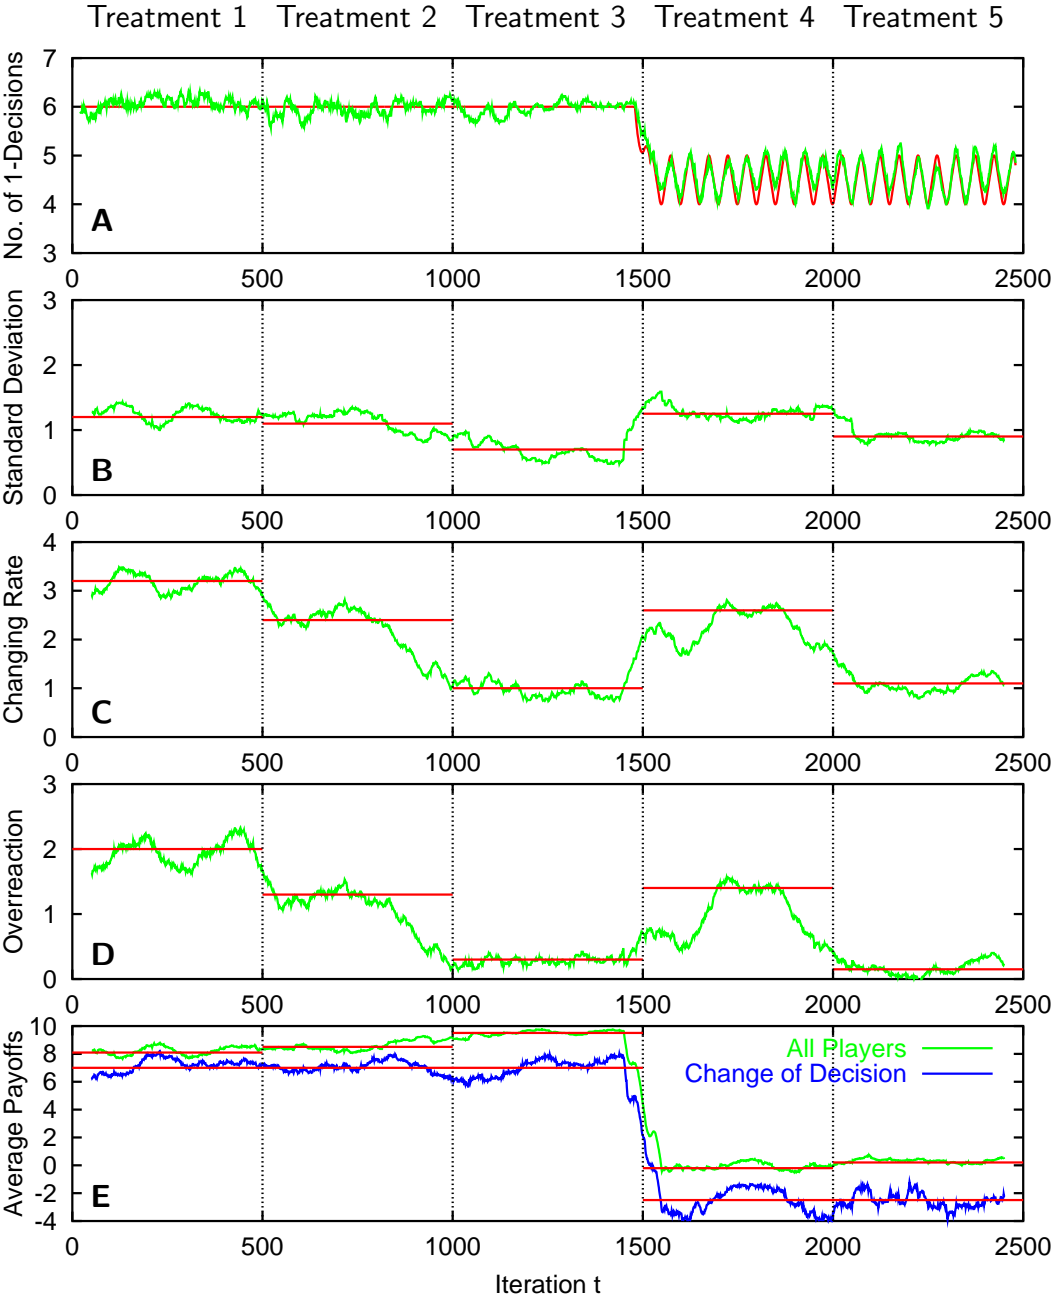 Treatment 1 Treatment 2 Treatment 3 Treatment 4 Treatment 5
No. of 1-Decisions
7
6
5
4
3
A
0 500 1000 1500 2000 2500
Standard Deviation
3
2
1
0
B
0 500 1000 1500 2000 2500
Changing Rate
4
3
2
1
0
C
0 500 1000 1500 2000 2500
Overreaction
3
2
1
0
D
0 500 1000 1500 2000 2500
Average Payoffs
10
8
6
4
2
0
-2
-4
All Players
Change of Decision
E
0 500 1000 1500 2000 2500
Iteration t